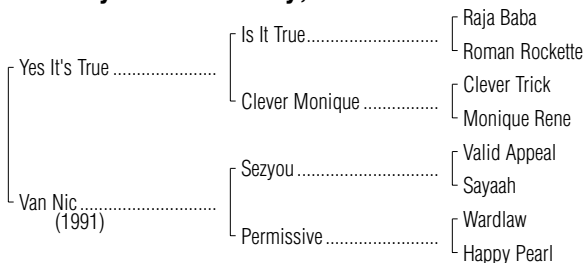 Raja Baba
Is It True
Roman Rockette
Yes It's True
Clever Trick
Clever Monique
Monique Rene
Valid Appeal
Sezyou
Sayaah
Van Nic
(1991)
Wardlaw
Permissive
Happy Pearl